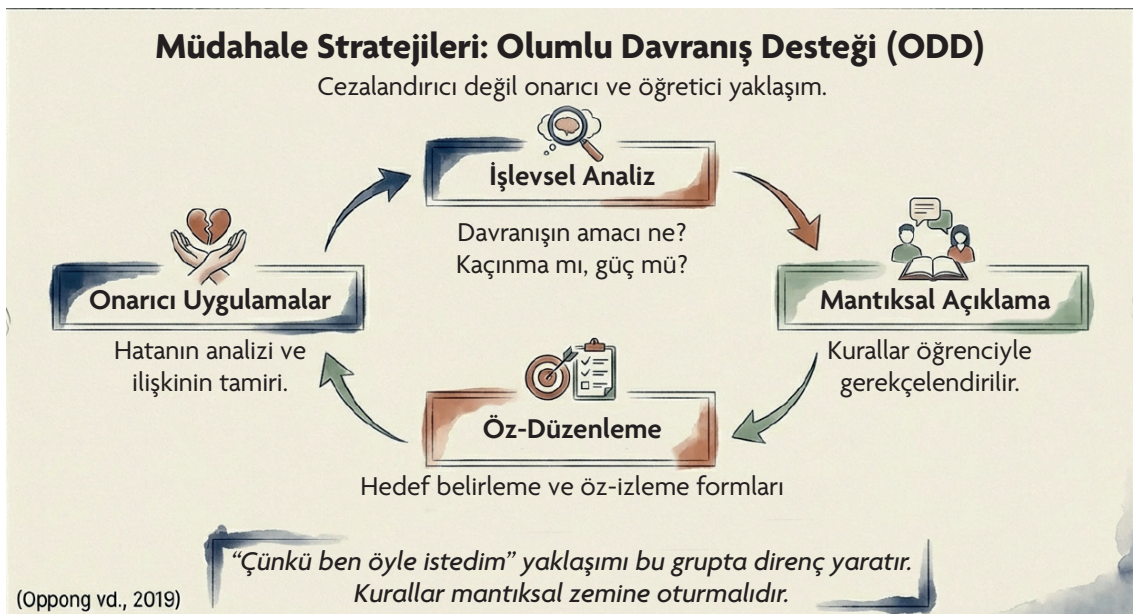 Müdahale Stratejileri: Olumlu Davranış Desteği (ODD)
Cezalandırıcı değil onarıcı ve öğretici yaklaşım.
İşlevsel Analiz
Davranışın amacı ne?
Kaçınma mı, güç mü?
Mantıksal Açıklama
Kurallar öğrenciyle
gerekçelendirilir.
Öz-Düzenleme
Hedef belirleme ve öz-izleme formları
Onarıcı Uygulamalar
Hatanın analizi ve
ilişkinin tamiri.
“Çünkü ben öyle istedim” yaklaşımı bu grupta direnç yaratır.
Kurallar mantıksal zemine oturmalıdır.
(Oppong vd., 2019)